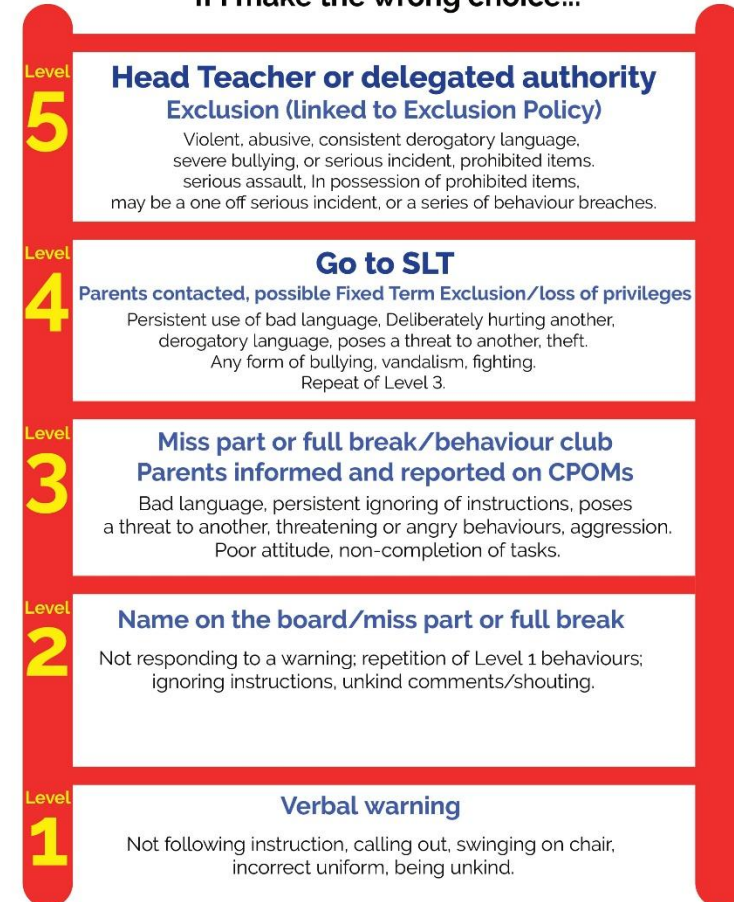 If I make the wrong choice...
Level
5
Head Teacher or delegated authority
Exclusion (linked to Exclusion Policy)
Violent, abusive, consistent derogatory language,
severe bullying, or serious incident, prohibited items.
serious assault, In possession of prohibited items,
may be a one off serious incident, or a series of behaviour breaches.
Level
4
Go to SLT
Parents contacted, possible Fixed Term Exclusion/loss of privileges
Persistent use of bad language, Deliberately hurting another,
derogatory language, poses a threat to another, theft.
Any form of bullying, vandalism, fighting.
Repeat of Level 3.
Level
3
Miss part or full break/behaviour club
Parents informed and reported on CPOMs
Bad language, persistent ignoring of instructions, poses
a threat to another, threatening or angry behaviours, aggression.
Poor attitude, non-completion of tasks.
Level
2
Name on the board/miss part or full break
Not responding to a warning; repetition of Level 1 behaviours;
ignoring instructions, unkind comments/shouting.
Level
1
Verbal warning
Not following instruction, calling out, swinging on chair,
incorrect uniform, being unkind.